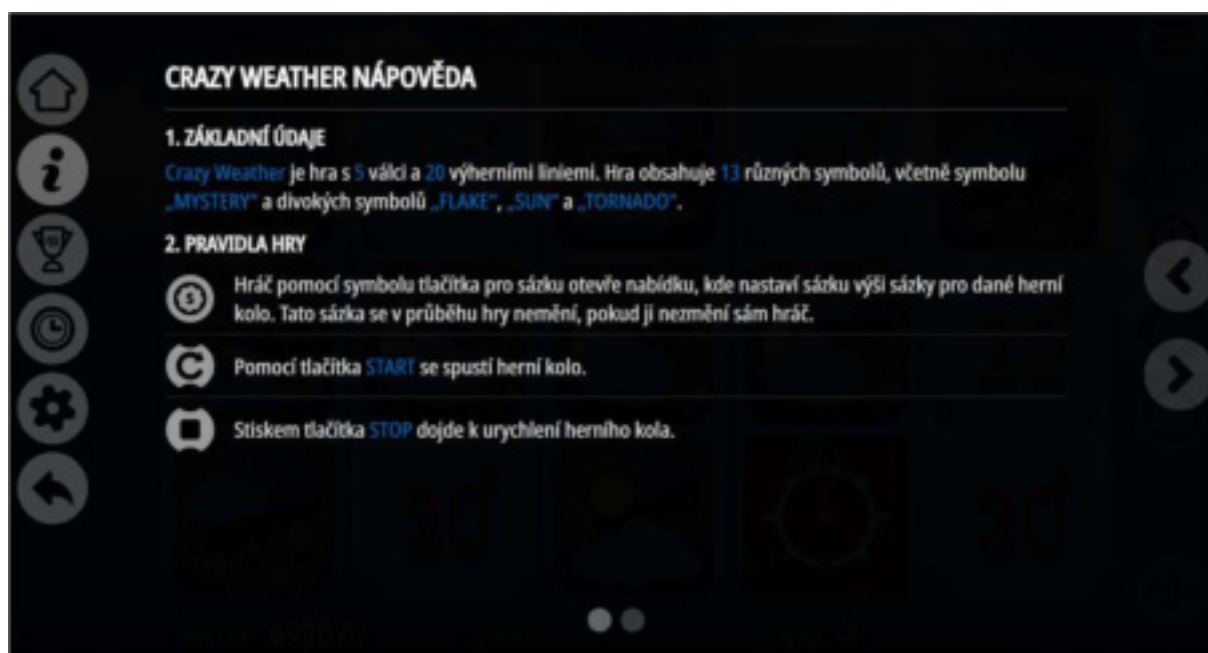 CRAZY WEATHER NÁPOVĚDA
1. ZÁKLADNÍ ÚDAJE
Crazy Weather je hra s 5 válci a 20 výherními liniemi. Hra obsahuje 13 různých symbolů, včetně symbolu
„MYSTERY" a divokých symbolů „FLAKE", „SUN" a „TORNADO".
2. PRAVIDLA HRY
Hráč pomocí symbolu tlačítka pro sázku otevře nabídku, kde nastaví sázku výši sázky pro dané herní
kolo. Tato sázka se v průběhu hry nemění, pokud ji nezmění sám hráč.
Pomocí tlačítka START se spustí herní kolo.
Stiskem tlačítka STOP dojde k urychlení herního kola.